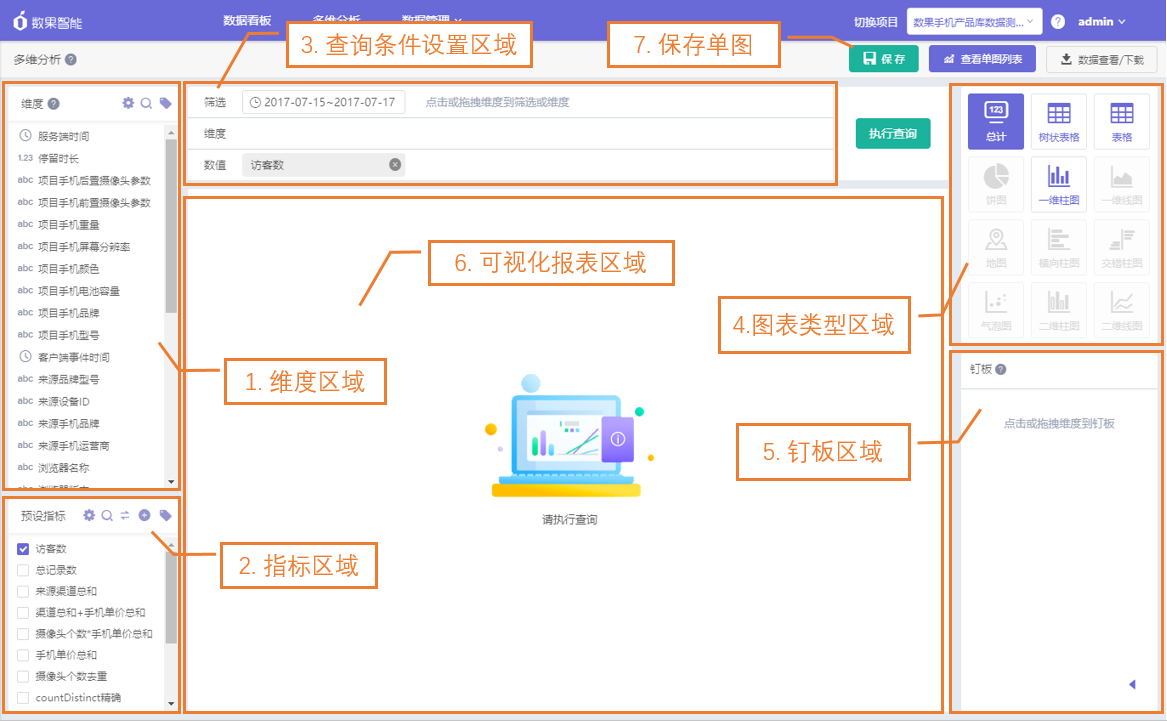 数果智能
数据看板
多维分析
数据管理
切换项目
数果手机产品库数据测...
?
admin
3. 查询条件设置区域
7. 保存单图
多维分析 ?
保存
查看单图列表
数据查看/下载
维度 ?
服务端时间
1.23 停留时长
abc 项目手机后置摄像头参数
abc 项目手机前置摄像头参数
abc 项目手机重量
abc 项目手机屏幕分辨率
abc 项目手机颜色
abc 项目手机电池容量
abc 项目手机品牌
abc 项目手机型号
客户端事件时间
abc 来源品牌型号
abc 来源设备ID
abc 来源手机品牌
abc 来源手机运营商
abc 浏览器名称
预设指标
访客数
总记录数
来源渠道总和
渠道总和+手机单价总和
摄像头个数*手机单价总和
手机单价总和
摄像头个数去重
countDistinct精确
筛选
2017-07-15~2017-07-17
点击或拖拽维度到筛选或维度
维度
数值
访客数
执行查询
6. 可视化报表区域
1. 维度区域
2. 指标区域
请执行查询
4.图表类型区域
5. 钉板区域
123
总计
树状表格
表格
饼图
一维柱图
一维线图
地图
横向柱图
交错柱图
气泡图
二维柱图
二维线图
钉板 ?
点击或拖拽维度到钉板